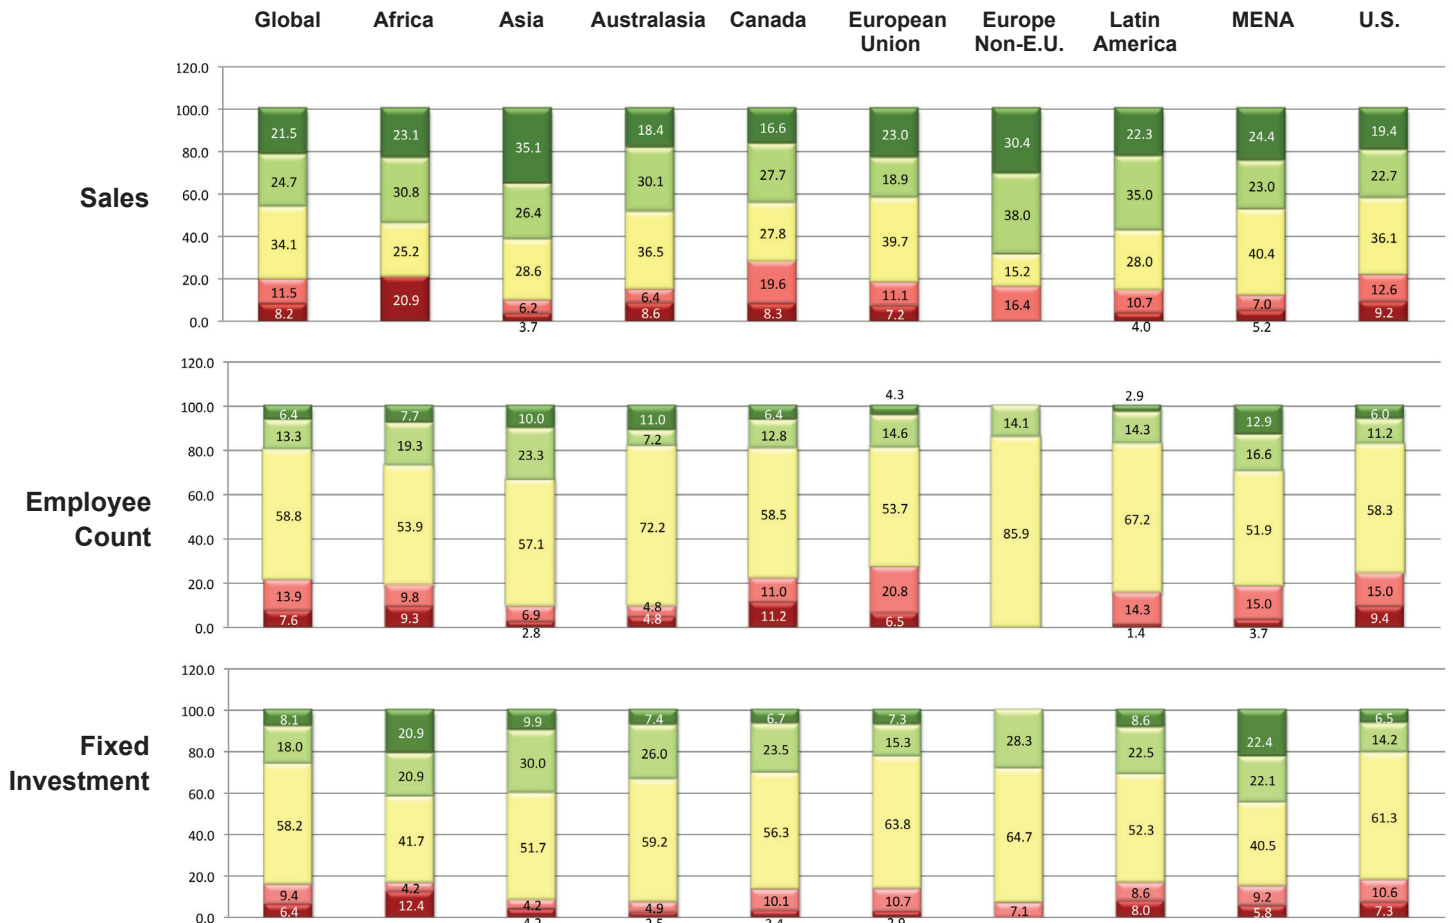 Global Africa Asia Australasia Canada European Union Europe Non-E.U. Latin America MENA U.S.
Sales
120.0
100.0
80.0
60.0
40.0
20.0
0.0
21.5 23.1 35.1 18.4 16.6 23.0 30.4 22.3 24.4 19.4
24.7 30.8 26.4 30.1 27.7 18.9 38.0 35.0 23.0 22.7
34.1 25.2 28.6 36.5 27.8 39.7 15.2 28.0 40.4 36.1
11.5 6.2 6.4 19.6 11.1 16.4 10.7 7.0 12.6
8.2 20.9 3.7 8.6 8.3 7.2 4.0 5.2 9.2
Employee Count
120.0
100.0
80.0
60.0
40.0
20.0
0.0
6.4 7.7 10.0 11.0 6.4 4.3 2.9 12.9 6.0
13.3 19.3 23.3 7.2 12.8 14.6 14.1 14.3 16.6 11.2
58.8 53.9 57.1 72.2 58.5 53.7 85.9 67.2 51.9 58.3
13.9 9.8 6.9 4.8 11.0 20.8 14.3 15.0 15.0
7.6 9.3 2.8 4.8 11.2 6.5 1.4 3.7 9.4
Fixed Investment
120.0
100.0
80.0
60.0
40.0
20.0
0.0
8.1 20.9 9.9 7.4 6.7 7.3 8.6 22.4 6.5
18.0 20.9 30.0 26.0 23.5 15.3 28.3 22.5 22.1 14.2
58.2 41.7 51.7 59.2 56.3 63.8 64.7 52.3 40.5 61.3
9.4 4.2 4.2 4.9 10.1 10.7 7.1 8.6 9.2 10.6
6.4 12.4 8.0 5.8 7.3